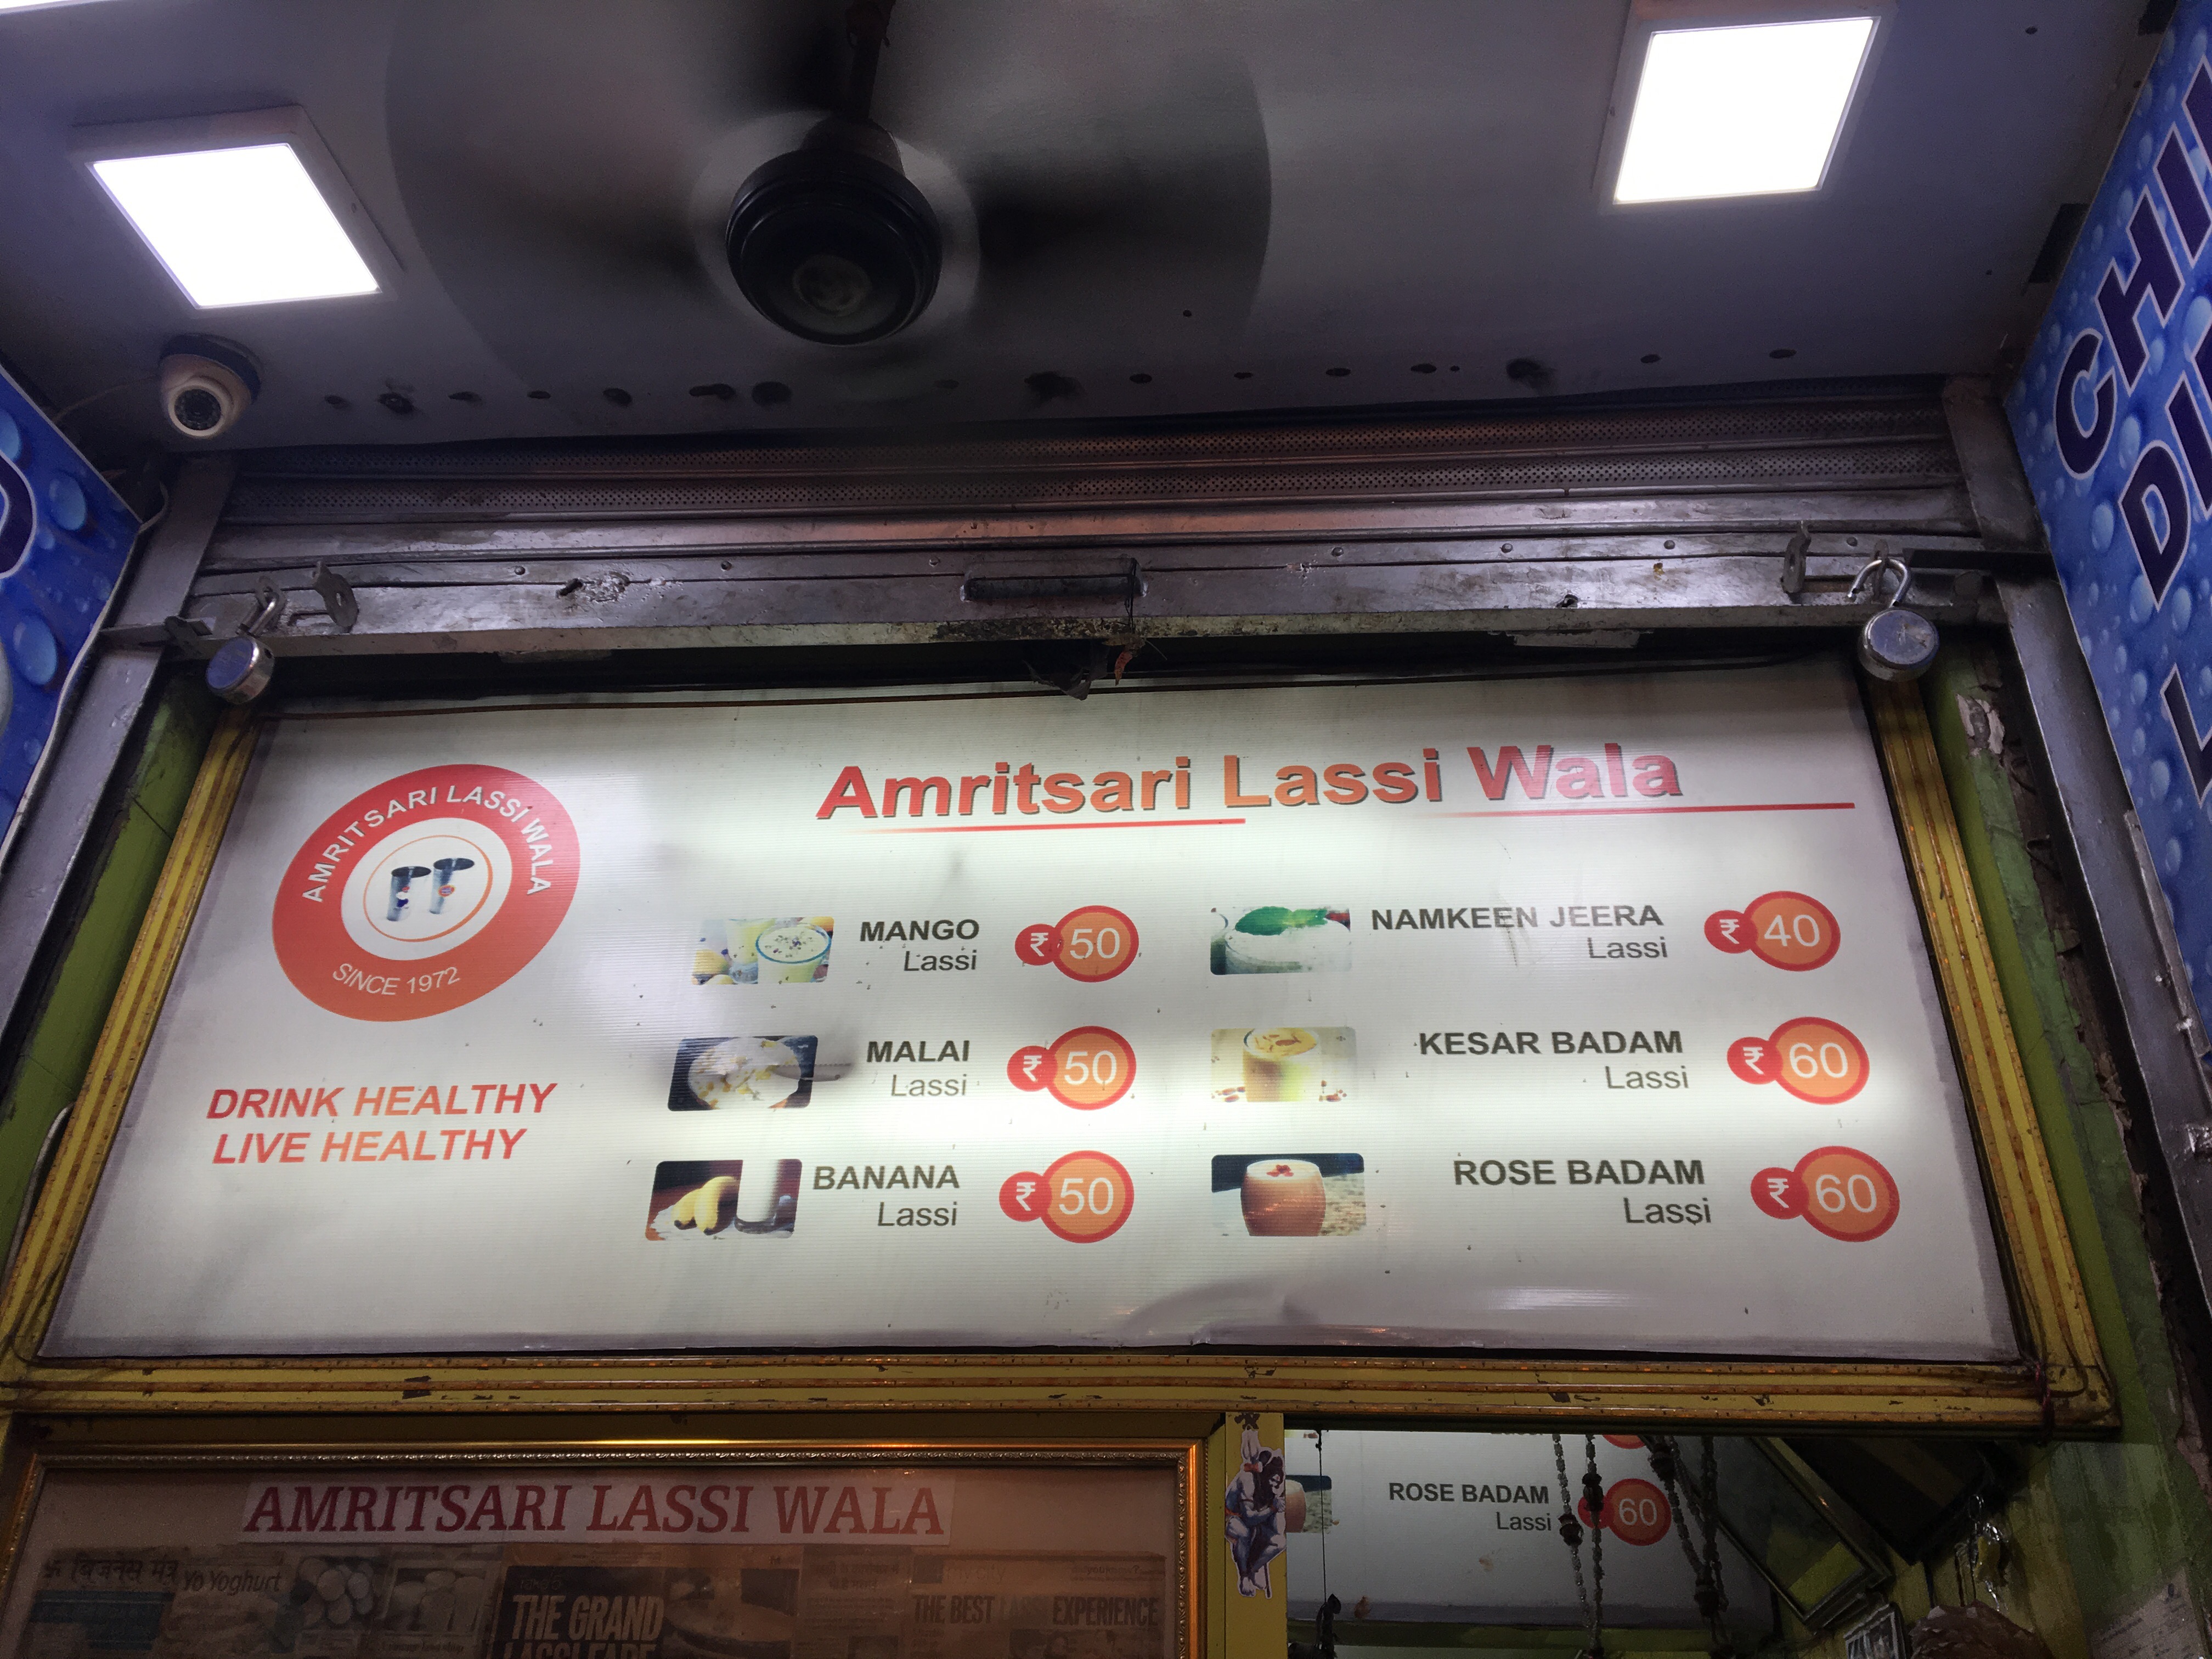 AMRITSARI LASSI WALA
SINCE 1972
DRINK HEALTHY
LIVE HEALTHY
Amritsari Lassi Wala
MANGO
Lassi
₹ 50
MALAI
Lassi
₹ 50
BANANA
Lassi
₹ 50
NAMKEEN JEERA
Lassi
₹ 40
KESAR BADAM
Lassi
₹ 60
ROSE BADAM
Lassi
₹ 60
AMRITSARI LASSI WALA
बिजनेस मंत्र
Yo Yoghurt
THE GRAND
THE BEST LASSI EXPERIENCE
ROSE BADAM
Lassi
60